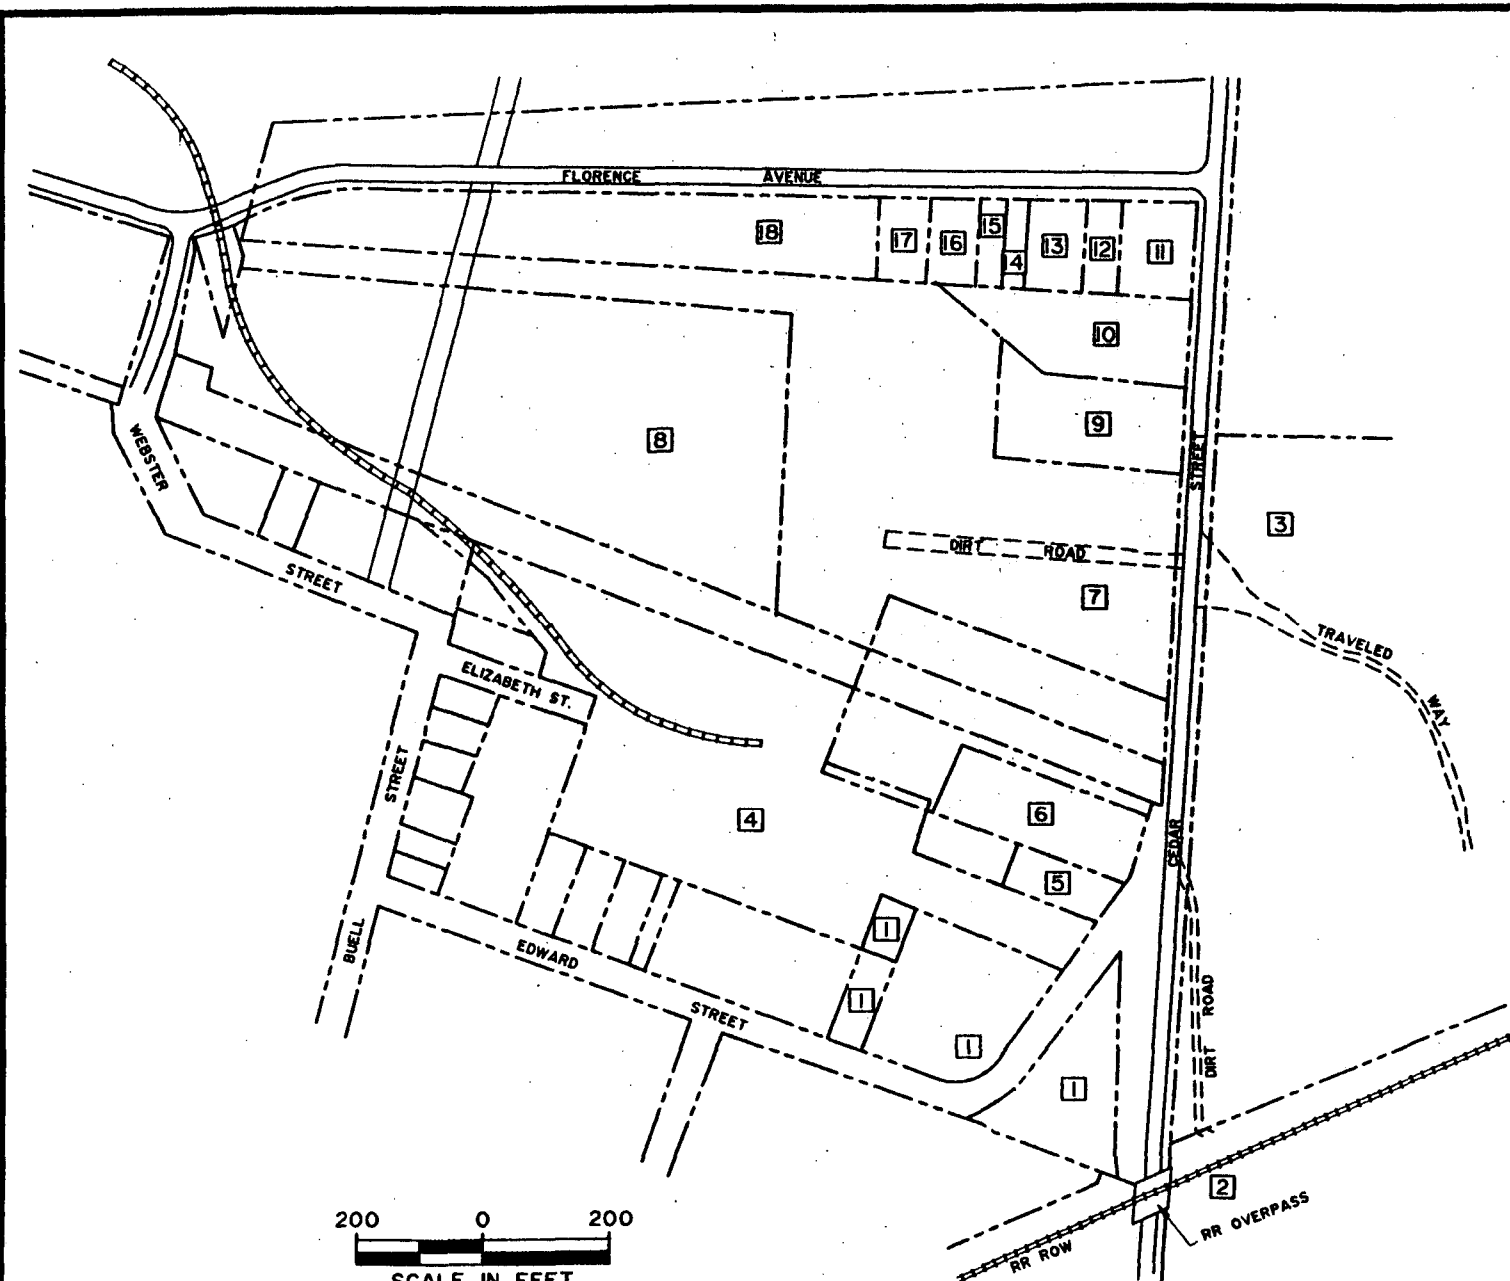 FLORENCE AVENUE
18
17
16
15
14
13
12
11
10
9
8
WEBSTER
STREET
STREET
3
DIRT ROAD
7
TRAVELED
WAY
ELIZABETH ST.
STREET
4
6
CEDAR
5
1
1
BUELL
EDWARD
STREET
1
1
ROAD
DIRT
2
RR OVERPASS
RR ROW
200 0 200
SCALE IN FEET